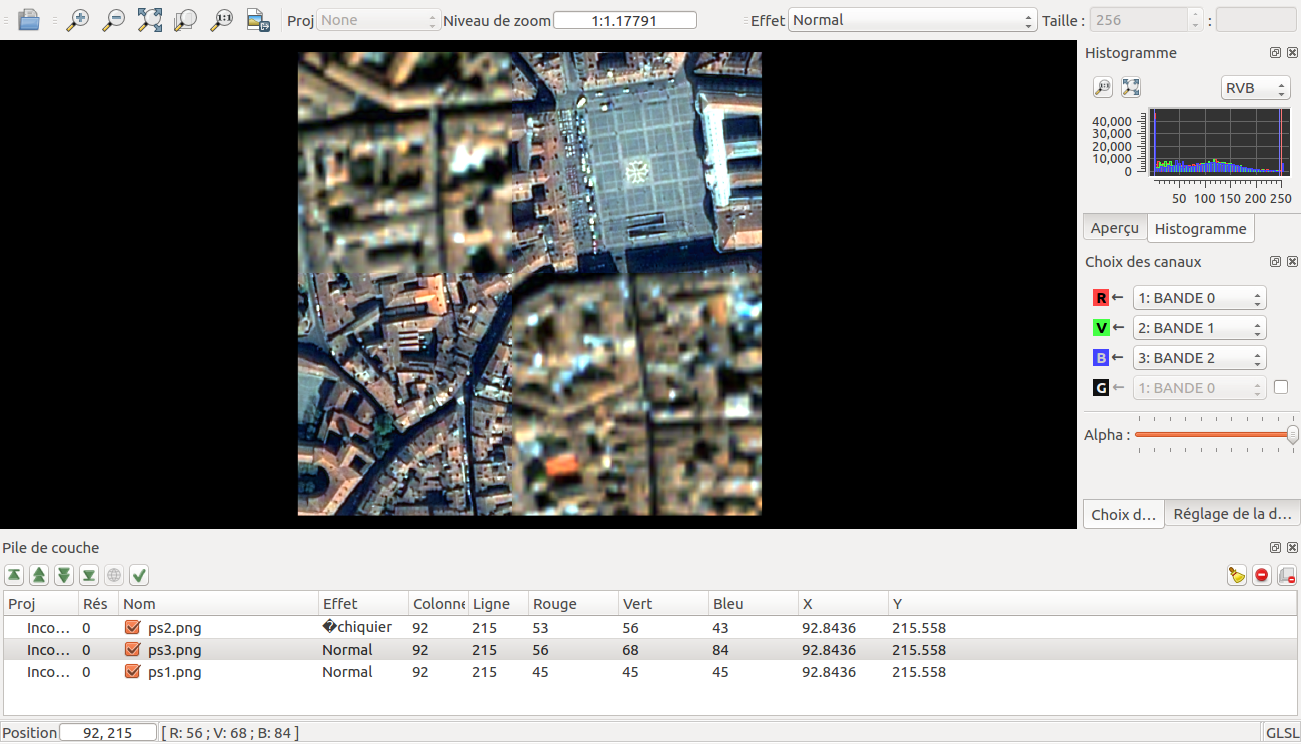 Proj None Niveau de zoom 1:1.17791 Effet Normal Taille : 256 :
Histogramme
RVB
40,000
30,000
20,000
10,000
0
50 100 150 200 250
Aperçu Histogramme
Choix des canaux
R ← 1: BANDE 0
V ← 2: BANDE 1
B ← 3: BANDE 2
G ← 1: BANDE 0
Alpha :
Choix d... Réglage de la d...
Pile de couche
Proj Rés Nom Effet Colonne Ligne Rouge Vert Bleu X Y
Inco... 0 ps2.png �chiquier 92 215 53 56 43 92.8436 215.558
Inco... 0 ps3.png Normal 92 215 56 68 84 92.8436 215.558
Inco... 0 ps1.png Normal 92 215 45 45 45 92.8436 215.558
Position 92, 215 [ R: 56 ; V: 68 ; B: 84 ] GLSL